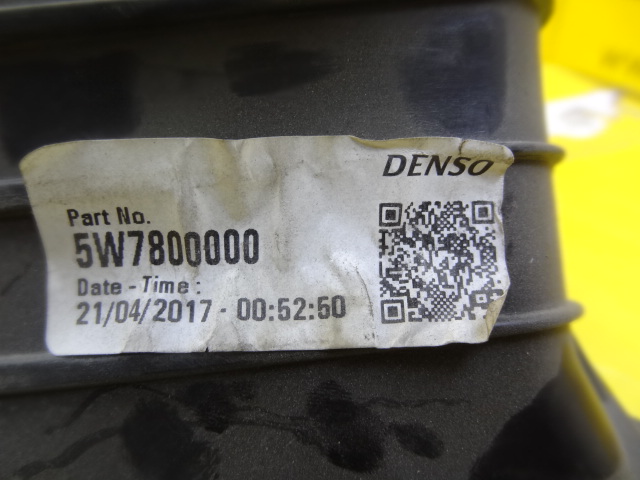 DENSO
Part No.
5W7800000
Date - Time :
21/04/2017 - 00:52:50